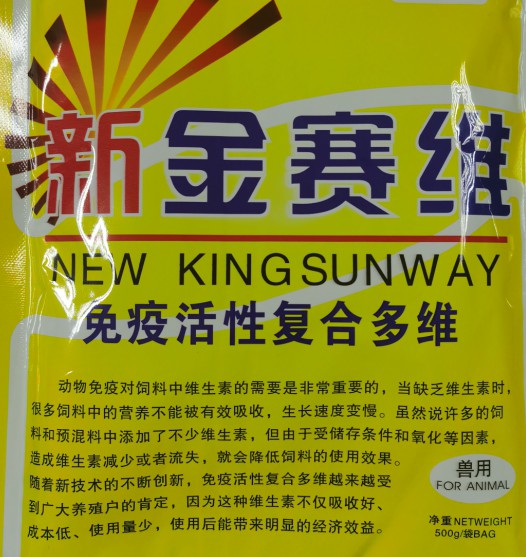 新金赛维
NEW KINGSUNWAY
免疫活性复合多维
动物免疫对饲料中维生素的需要是非常重要的，当缺乏维生素时，
很多饲料中的营养不能被有效吸收，生长速度变慢。虽然说许多的饲
料和预混料中添加了不少维生素，但由于受储存条件和氧化等因素，
造成维生素减少或者流失，就会降低饲料的使用效果。
随着新技术的不断创新，免疫活性复合多维越来越受
到广大养殖户的肯定，因为这种维生素不仅吸收好、
成本低、使用量少，使用后能带来明显的经济效益。
兽用
FOR ANIMAL
净重 NETWEIGHT
500g/袋BAG